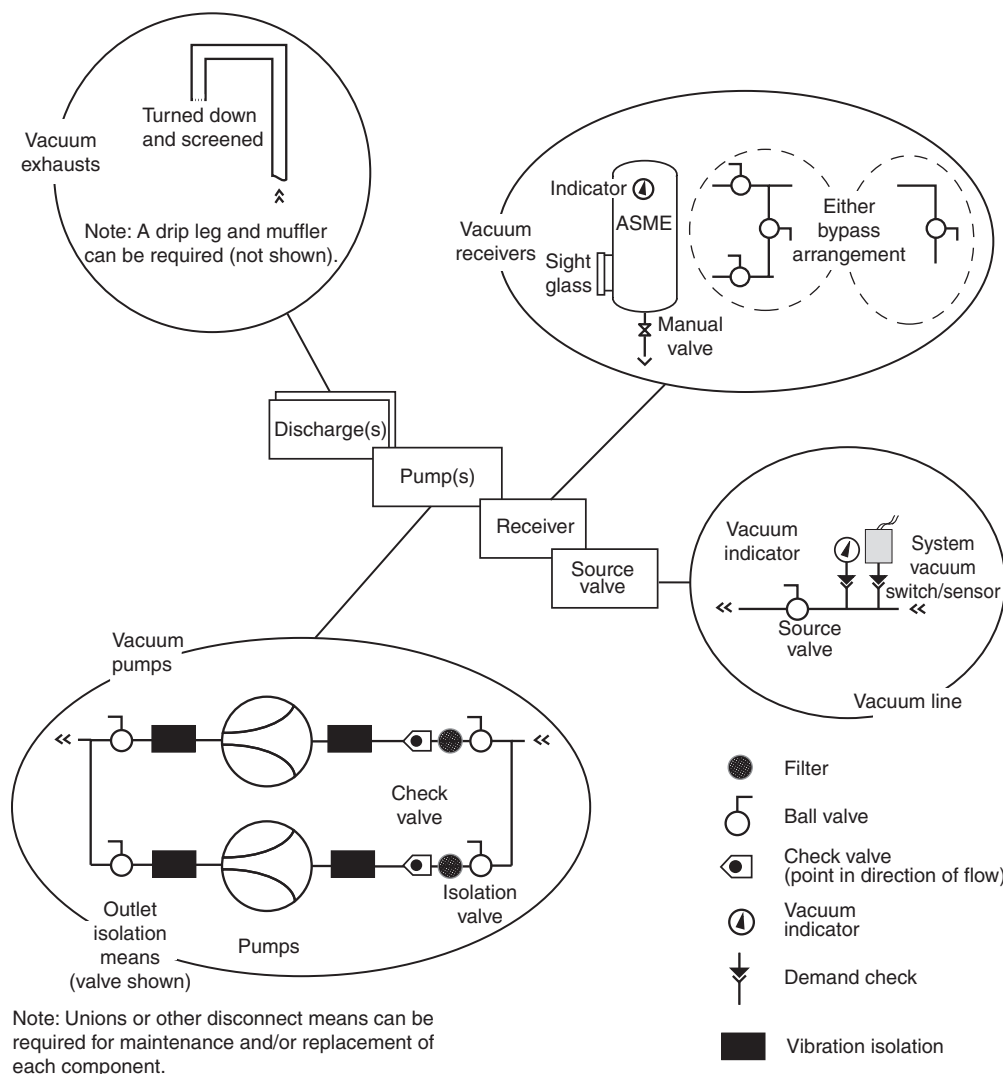 Turned down
and screened
Vacuum
exhausts
Note: A drip leg and muffler
can be required (not shown).
Indicator
ASME
Vacuum
receivers
Sight
glass
Manual
valve
Either
bypass
arrangement
Discharge(s)
Pump(s)
Receiver
Source
valve
Vacuum
indicator
System
vacuum
switch/sensor
Source
valve
Vacuum line
Vacuum
pumps
Check
valve
Isolation
valve
Outlet
isolation
means
(valve shown)
Pumps
Note: Unions or other disconnect means can be
required for maintenance and/or replacement of
each component.
Filter
Ball valve
Check valve
(point in direction of flow)
Vacuum
indicator
Demand check
Vibration isolation